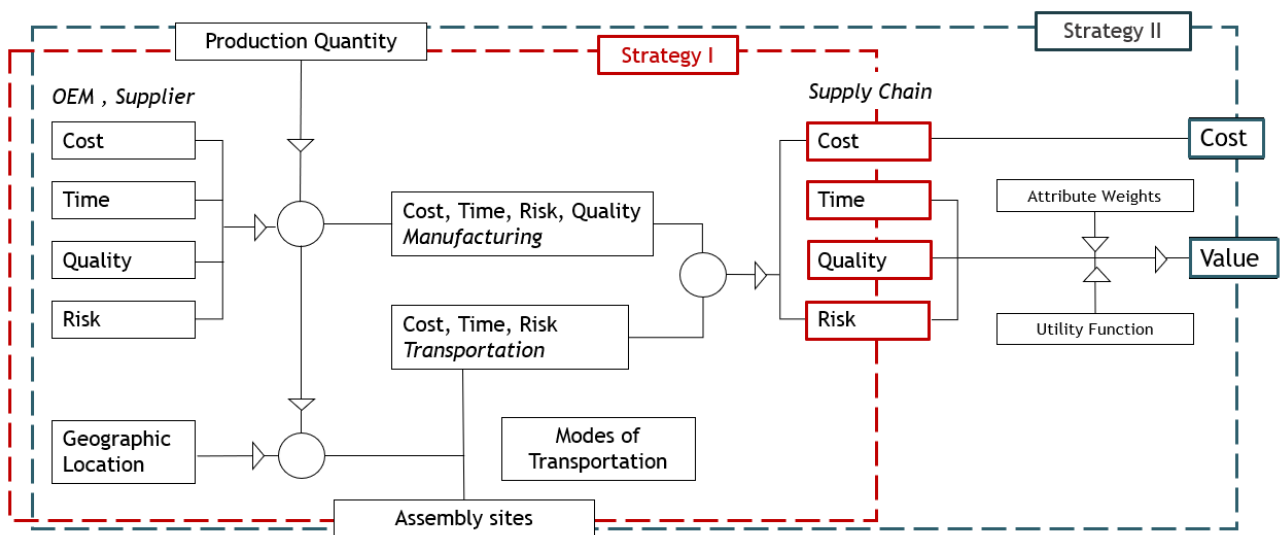 Production Quantity
Strategy I
Strategy II
OEM , Supplier
Supply Chain
Cost
Time
Quality
Risk
Cost, Time, Risk, Quality
Manufacturing
Cost, Time, Risk
Transportation
Cost
Time
Quality
Risk
Cost
Attribute Weights
Value
Utility Function
Geographic
Location
Modes of
Transportation
Assembly sites